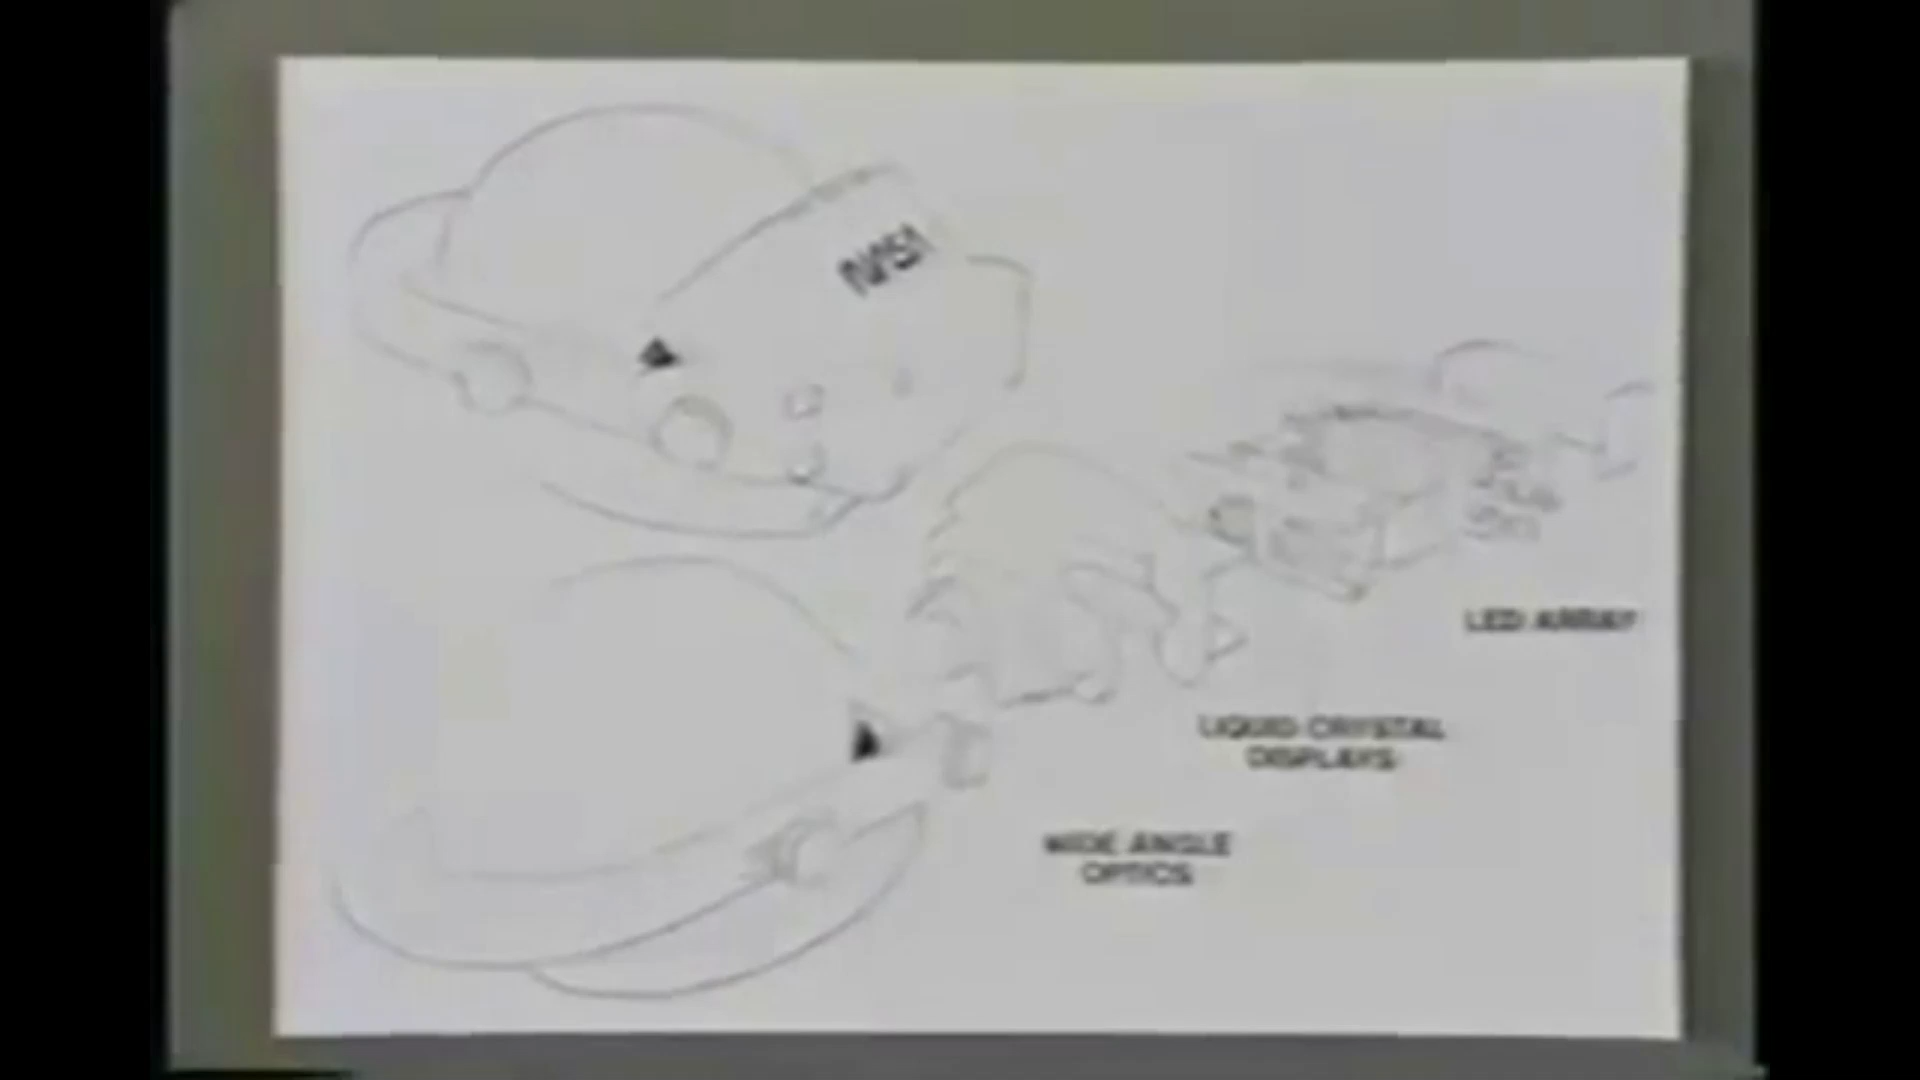 NASA
LED ARRAY
LIQUID CRYSTAL
DISPLAYS
WIDE ANGLE
OPTICS